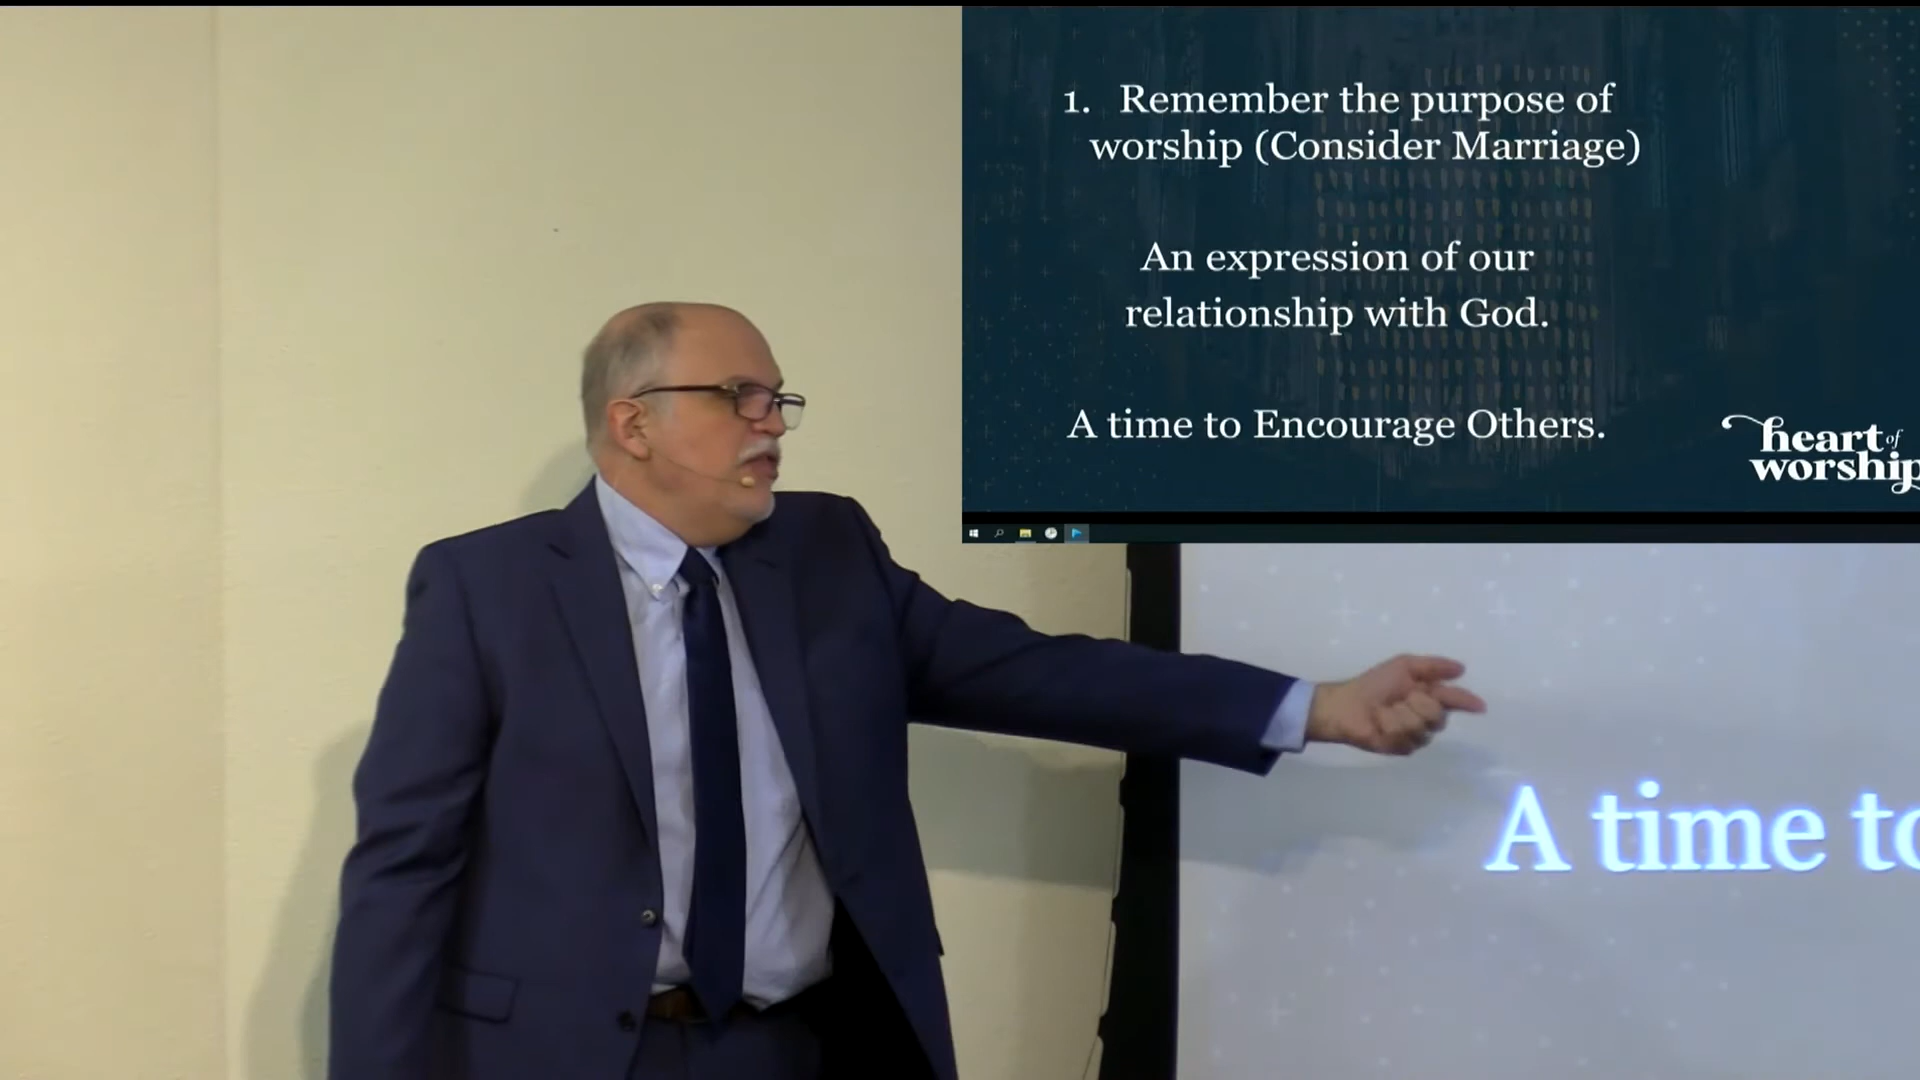 1. Remember the purpose of
worship (Consider Marriage)
An expression of our
relationship with God.
A time to Encourage Others.
heart of
worship
A time to